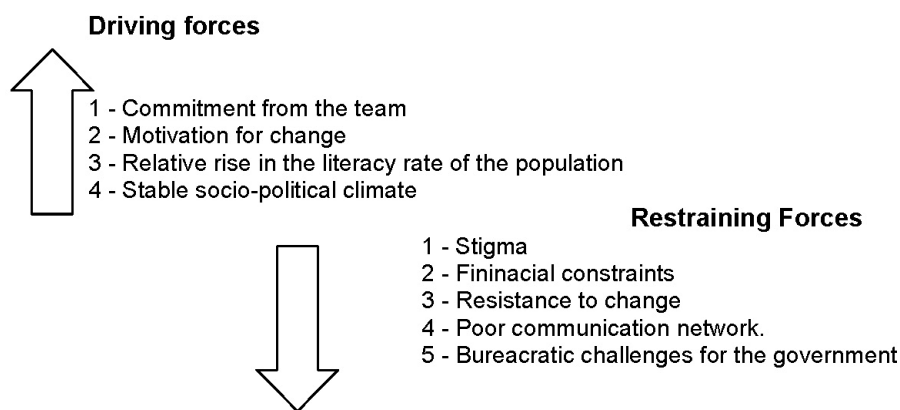 Driving forces
1 - Commitment from the team
2 - Motivation for change
3 - Relative rise in the literacy rate of the population
4 - Stable socio-political climate
Restraining Forces
1 - Stigma
2 - Fininacial constraints
3 - Resistance to change
4 - Poor communication network.
5 - Bureacratic challenges for the government